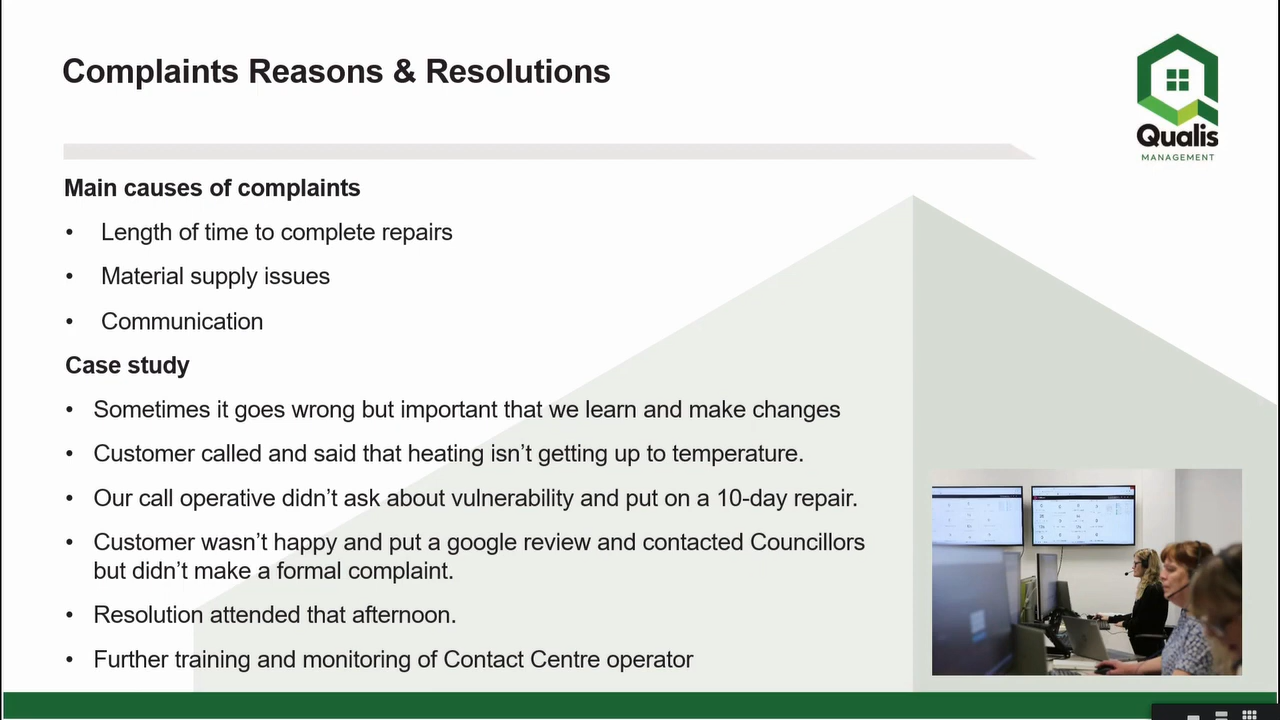 Complaints Reasons & Resolutions
Qualis
MANAGEMENT
Main causes of complaints
• Length of time to complete repairs
• Material supply issues
• Communication
Case study
• Sometimes it goes wrong but important that we learn and make changes
• Customer called and said that heating isn’t getting up to temperature.
• Our call operative didn’t ask about vulnerability and put on a 10-day repair.
• Customer wasn’t happy and put a google review and contacted Councillors
but didn’t make a formal complaint.
• Resolution attended that afternoon.
• Further training and monitoring of Contact Centre operator